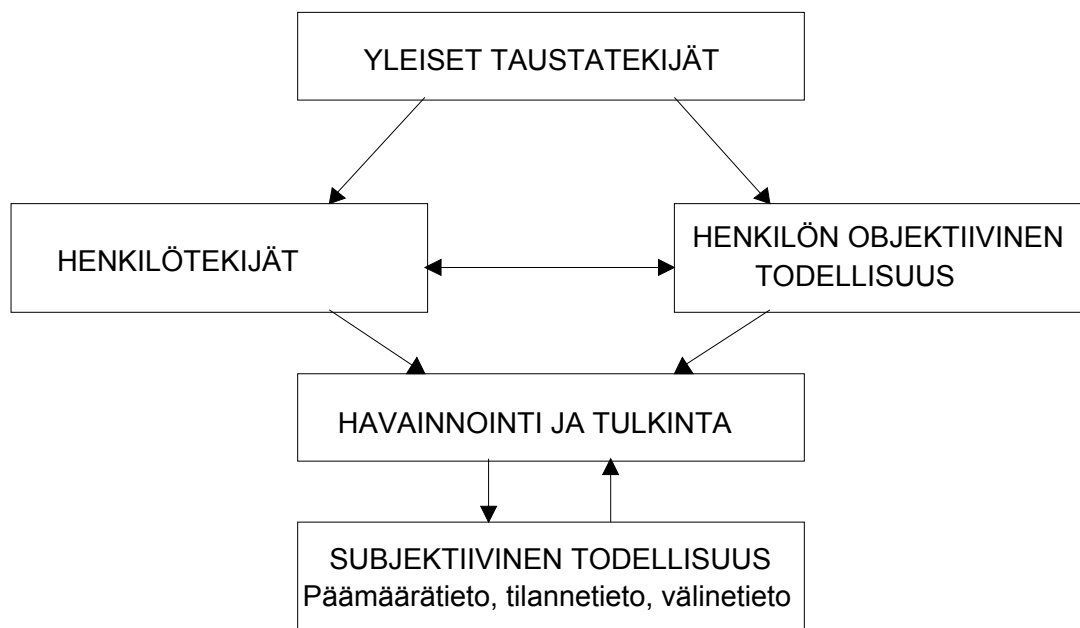 YLEISET TAUSTATEKIJÄT
HENKILÖTEKIJÄT
HENKILÖN OBJEKTIIVINEN
TODELLISUUS
HAVAINNOINTI JA TULKINTA
SUBJEKTIIVINEN TODELLISUUS
Päämäärätieto, tilannetieto, välinetieto